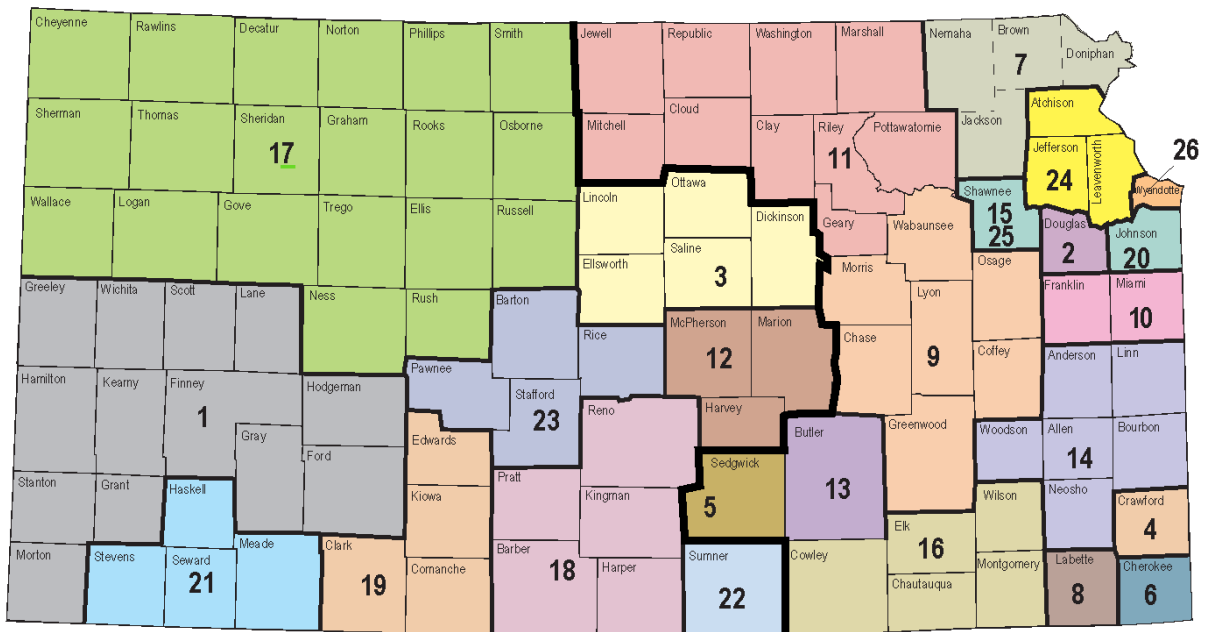 Cheyenne
Rawlins
Decatur
Norton
Phillips
Smith
Jewell
Republic
Washington
Marshall
Nemaha
Brown
Doniphan
7
Sherman
Thomas
Sheridan
Graham
Rooks
Osborne
17
Mitchell
Cloud
Clay
Riley
Pottawatomie
11
Jackson
Atchison
Jefferson
Leavenworth
24
26
Wyandotte
Wallace
Logan
Gove
Trego
Ellis
Russell
Lincoln
Ottawa
Dickinson
Saline
Ellsworth
3
Geary
Wabaunsee
Shawnee
15
25
Douglas
2
Johnson
20
Greeley
Wichita
Scott
Lane
Ness
Rush
Barton
Rice
McPherson
Marion
12
Harvey
Morris
Lyon
Osage
Chase
9
Coffey
Franklin
Miami
10
Hamilton
Kearny
Finney
1
Hodgeman
Gray
Ford
Pawnee
Stafford
23
Edwards
Reno
Sedgwick
5
Butler
13
Greenwood
Woodson
Anderson
Linn
Allen
Bourbon
14
Neosho
Crawford
4
Stanton
Grant
Haskell
Kiowa
Pratt
Kingman
Wilson
Elk
16
Morton
Stevens
Seward
21
Meade
Clark
19
Comanche
Barber
18
Harper
Sumner
22
Cowley
Chautauqua
Montgomery
Labette
8
Cherokee
6